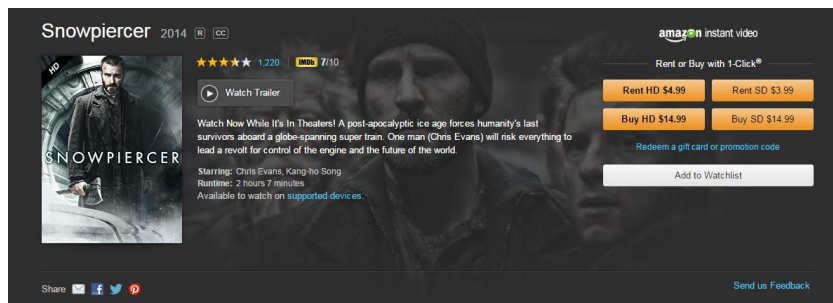 Snowpiercer 2014 R CC
HD
SNOWPIERCER
1,220 IMDb 7/10
Watch Trailer
Watch Now While It's In Theaters! A post-apocalyptic ice age forces humanity's last
survivors aboard a globe-spanning super train. One man (Chris Evans) will risk everything to
lead a revolt for control of the engine and the future of the world.
Starring: Chris Evans, Kang-ho Song
Runtime: 2 hours 7 minutes
Available to watch on supported devices.
amazon instant video
Rent or Buy with 1-Click®
Rent HD $4.99 Rent SD $3.99
Buy HD $14.99 Buy SD $14.99
Redeem a gift card or promotion code
Add to Watchlist
Share
Send us Feedback